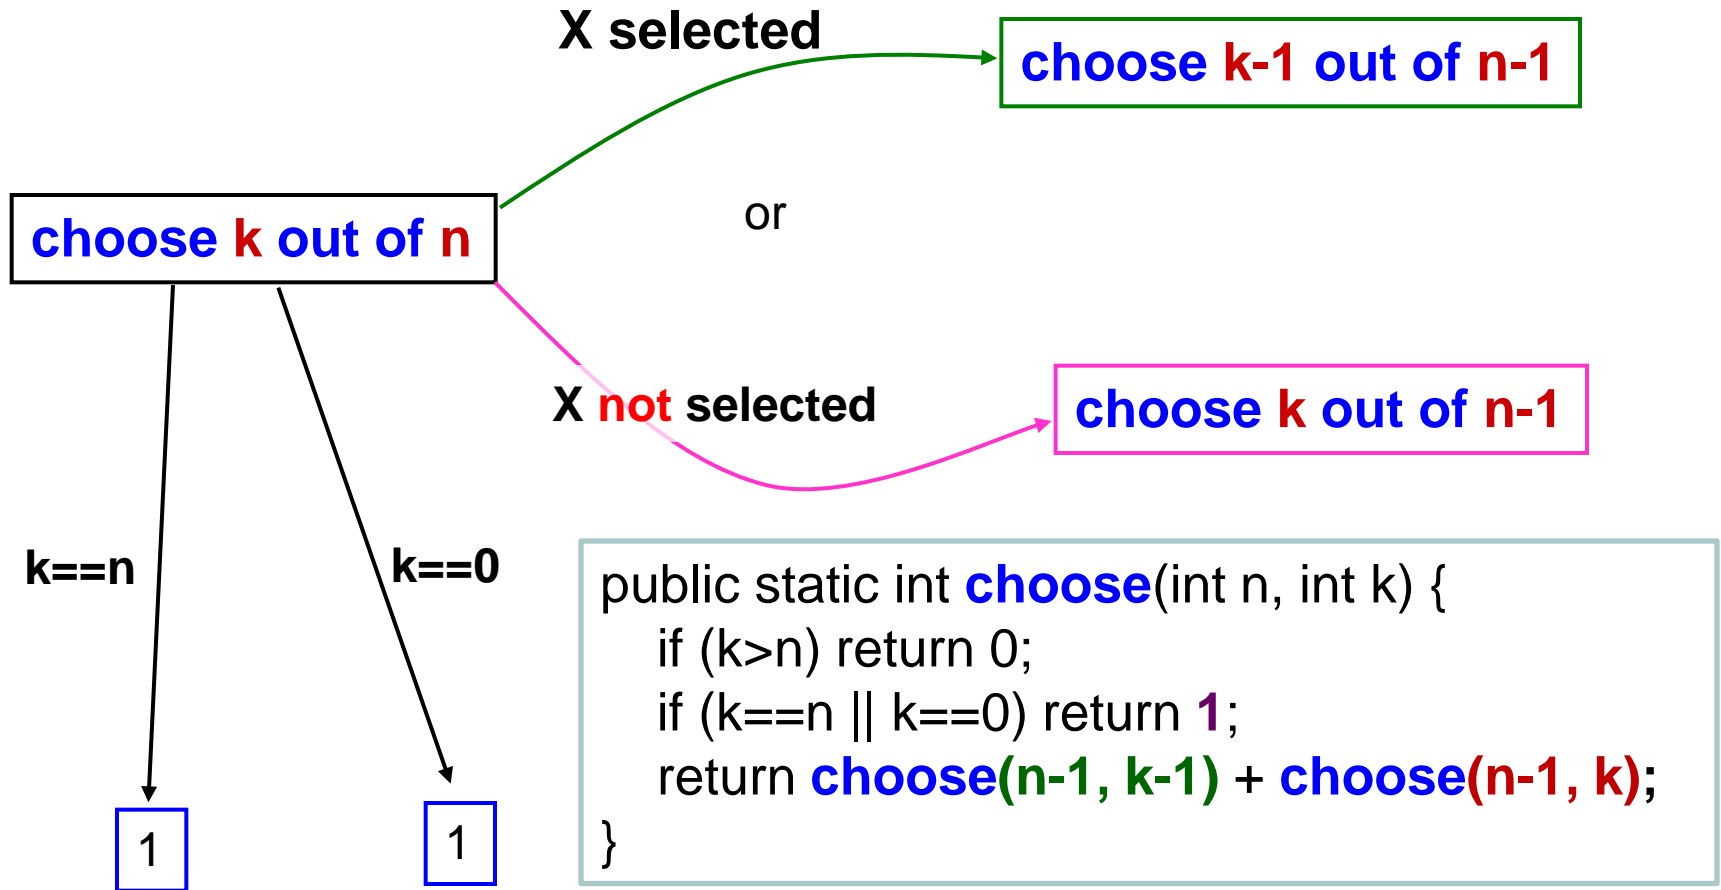 X selected
choose k-1 out of n-1
or
choose k out of n
X not selected
choose k out of n-1
k==n
k==0
1
1
public static int choose(int n, int k) {
if (k>n) return 0;
if (k==n || k==0) return 1;
return choose(n-1, k-1) + choose(n-1, k);
}